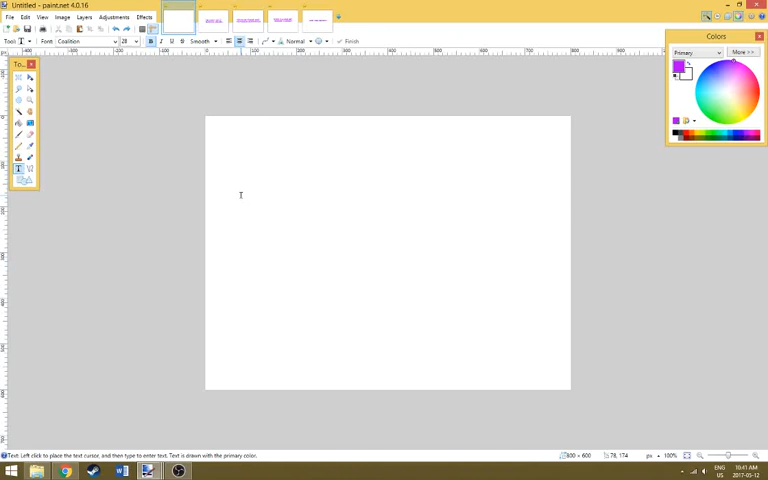 Untitled - paint.net 4.0.16
File Edit View Image Layers Adjustments Effects
Tool: T Font: Coalition 28 B I U S Smooth Normal Finish
To...
Colors
Primary More >>
Text: Left click to place the text cursor, and then type to enter text. Text is drawn with the primary color.
800 × 600 78, 174 px 100%
ENG
US
10:41 AM
2017-05-12